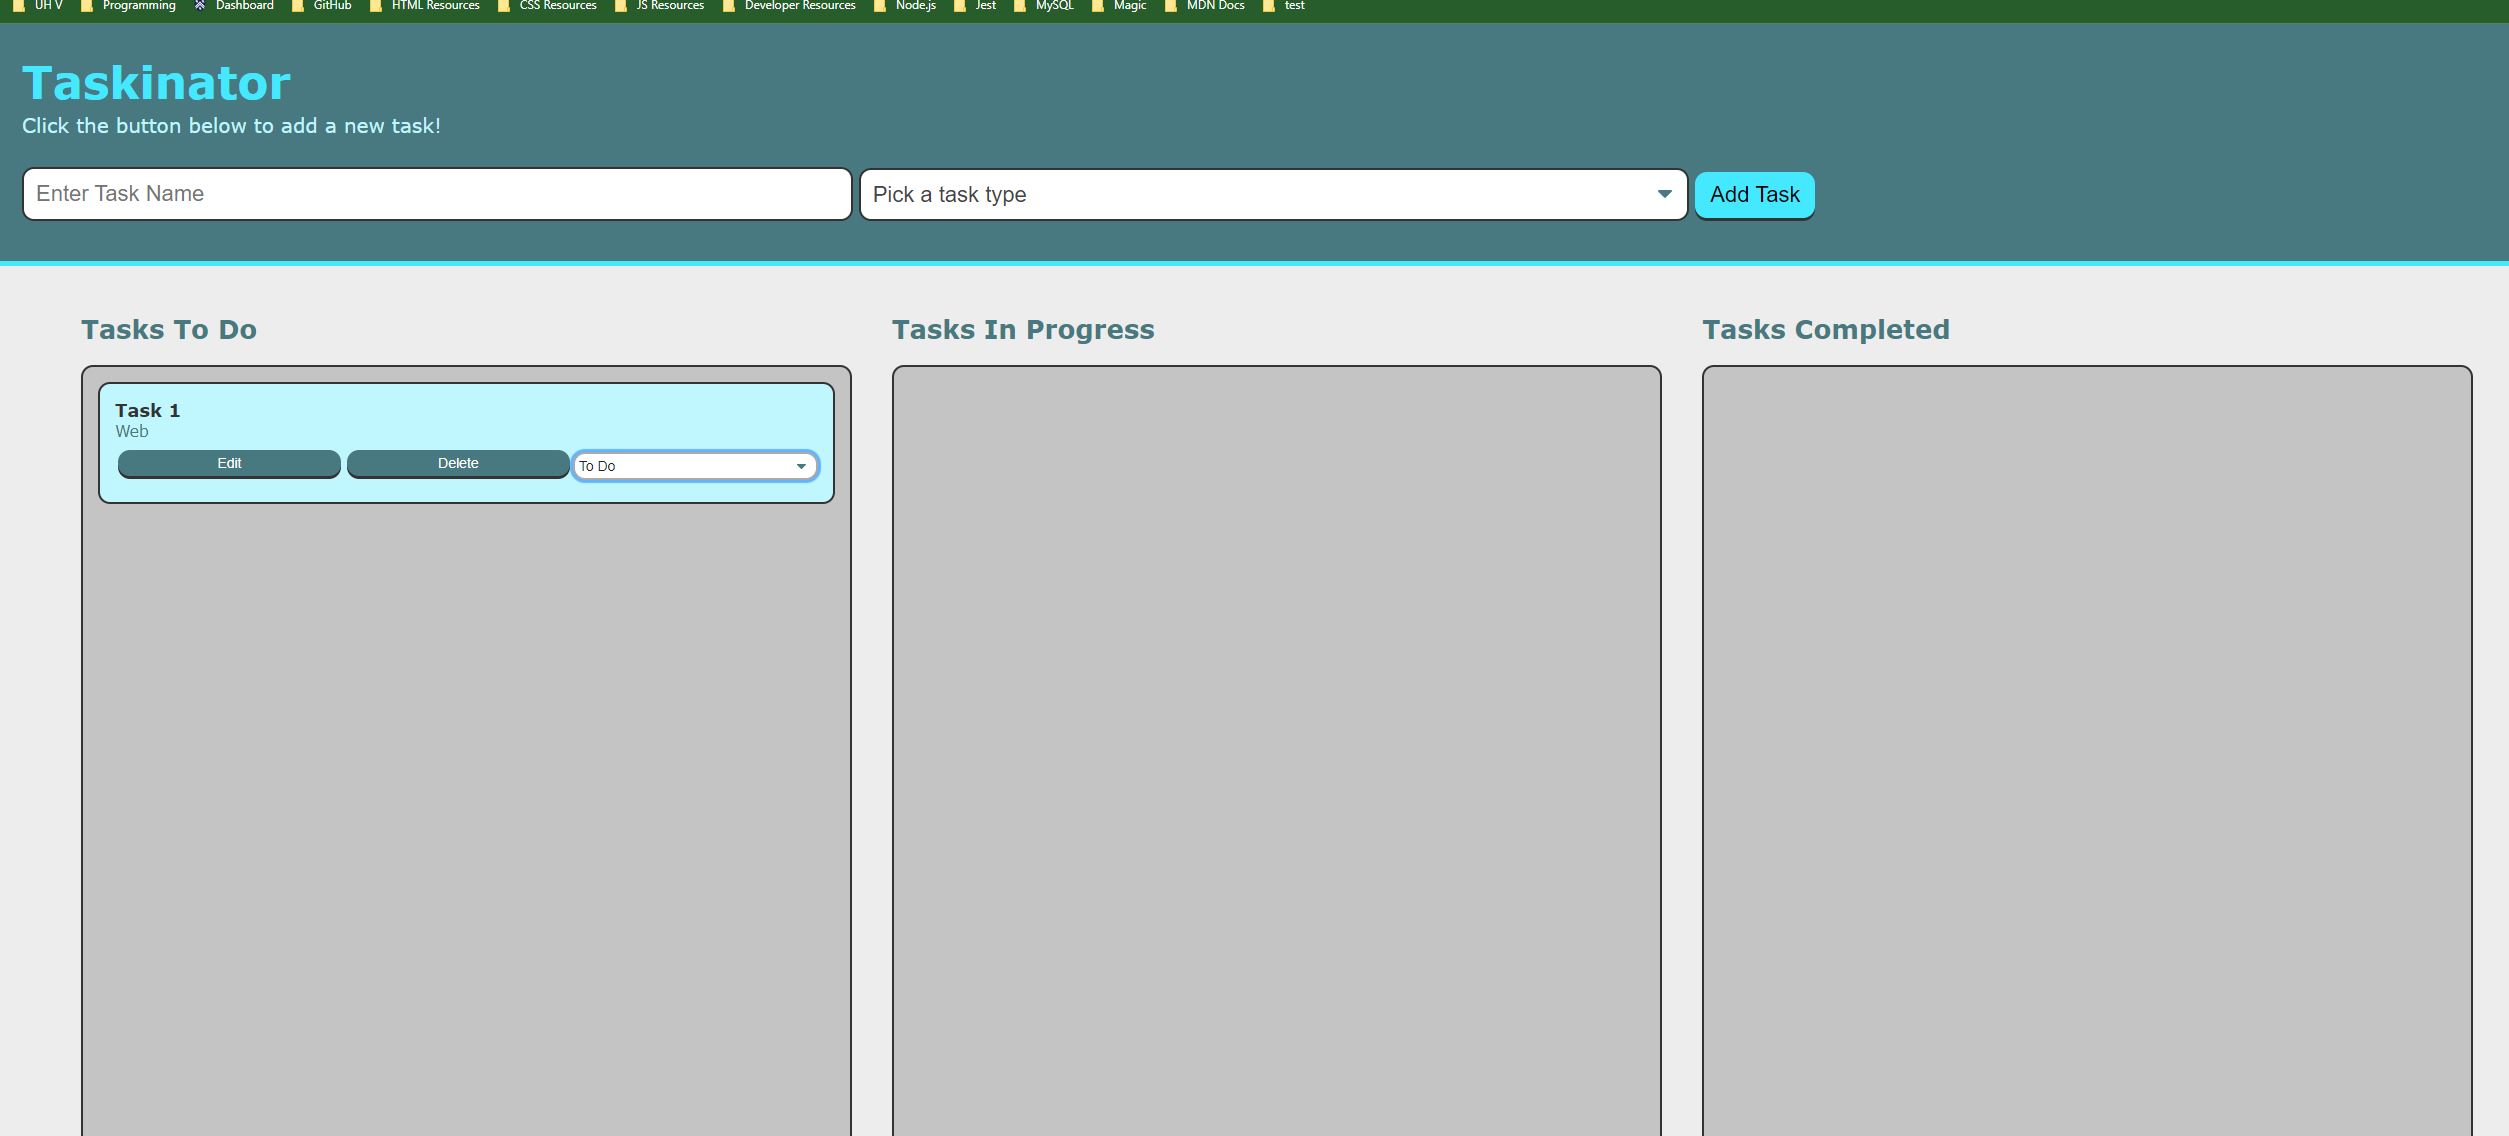 UH V Programming Dashboard GitHub HTML Resources CSS Resources JS Resources Developer Resources Node.js Jest MySQL Magic MDN Docs test
Taskinator
Click the button below to add a new task!
Enter Task Name Pick a task type Add Task
Tasks To Do Tasks In Progress Tasks Completed
Task 1
Web
Edit Delete To Do